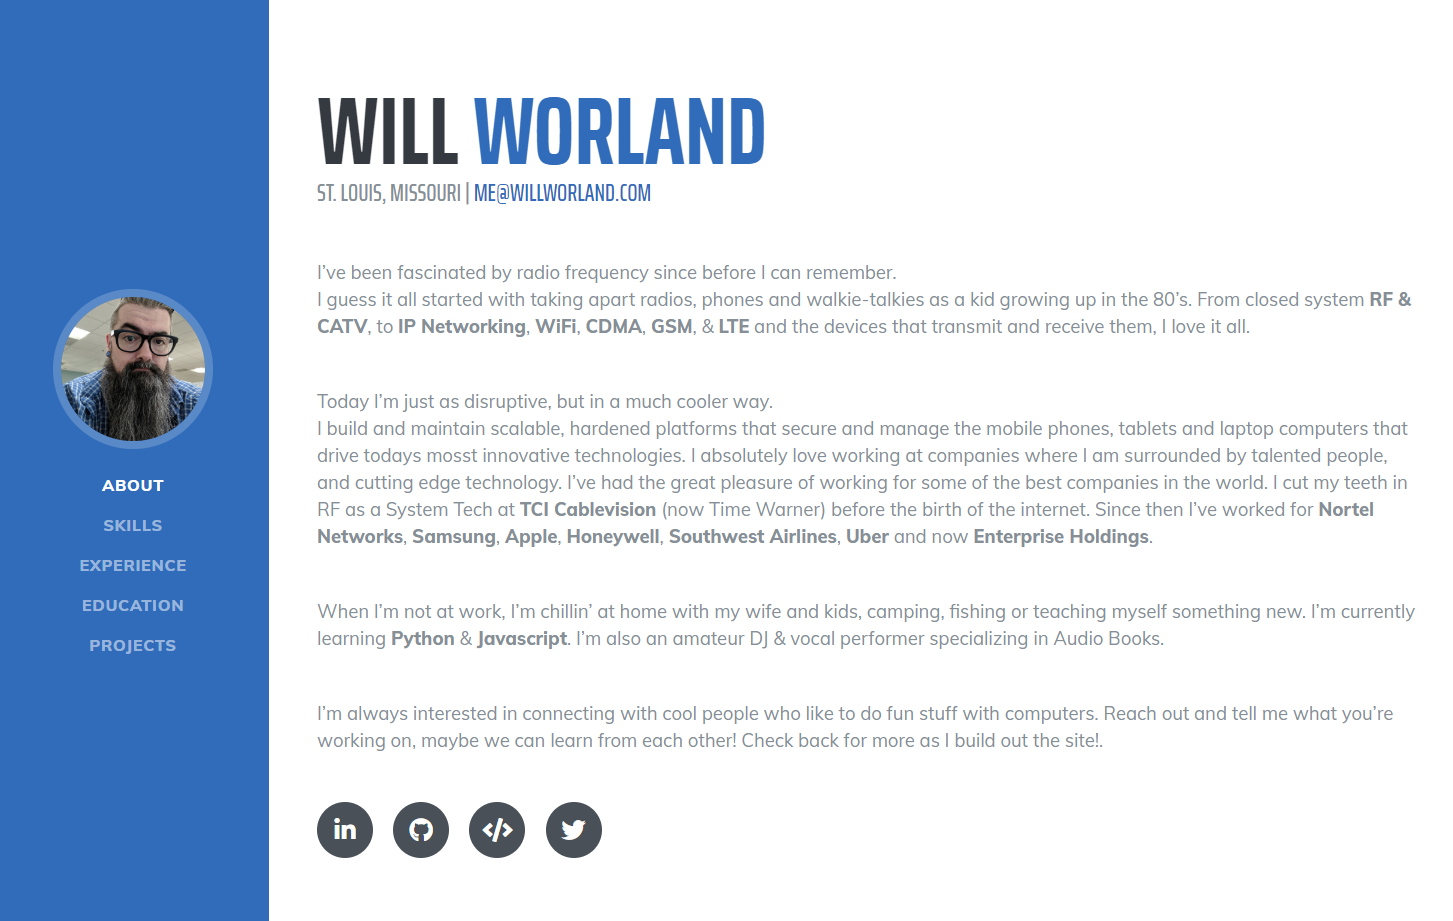 ABOUT
SKILLS
EXPERIENCE
EDUCATION
PROJECTS
WILL WORLAND
ST. LOUIS, MISSOURI | ME@WILLWORLAND.COM
I’ve been fascinated by radio frequency since before I can remember.
I guess it all started with taking apart radios, phones and walkie-talkies as a kid growing up in the 80’s. From closed system RF &
CATV, to IP Networking, WiFi, CDMA, GSM, & LTE and the devices that transmit and receive them, I love it all.
Today I’m just as disruptive, but in a much cooler way.
I build and maintain scalable, hardened platforms that secure and manage the mobile phones, tablets and laptop computers that
drive todays mosst innovative technologies. I absolutely love working at companies where I am surrounded by talented people,
and cutting edge technology. I’ve had the great pleasure of working for some of the best companies in the world. I cut my teeth in
RF as a System Tech at TCI Cablevision (now Time Warner) before the birth of the internet. Since then I’ve worked for Nortel
Networks, Samsung, Apple, Honeywell, Southwest Airlines, Uber and now Enterprise Holdings.
When I’m not at work, I’m chillin’ at home with my wife and kids, camping, fishing or teaching myself something new. I’m currently
learning Python & Javascript. I’m also an amateur DJ & vocal performer specializing in Audio Books.
I’m always interested in connecting with cool people who like to do fun stuff with computers. Reach out and tell me what you’re
working on, maybe we can learn from each other! Check back for more as I build out the site!.
in